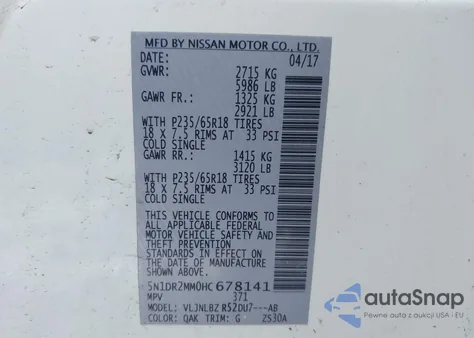 MFD BY NISSAN MOTOR CO., LTD.
DATE: 04/17
GVWR: 2715 KG
5986 LB
GAWR FR.: 1325 KG
2921 LB
WITH P235/65R18 TIRES
18 X 7.5 RIMS AT 33 PSI
COLD SINGLE
GAWR RR.: 1415 KG
3120 LB
WITH P235/65R18 TIRES
18 X 7.5 RIMS AT 33 PSI
COLD SINGLE
THIS VEHICLE CONFORMS TO
ALL APPLICABLE FEDERAL
MOTOR VEHICLE SAFETY AND
THEFT PREVENTION
STANDARDS IN EFFECT ON
THE DATE OF MANUFACTURE
SHOWN ABOVE.
5N1DR2MM0HC678141
MPV 371
MODEL: VLJNLBZ R52DU7---AB
COLOR: QAK TRIM: G ZS30A
autoSnap
www.autosnap.cz